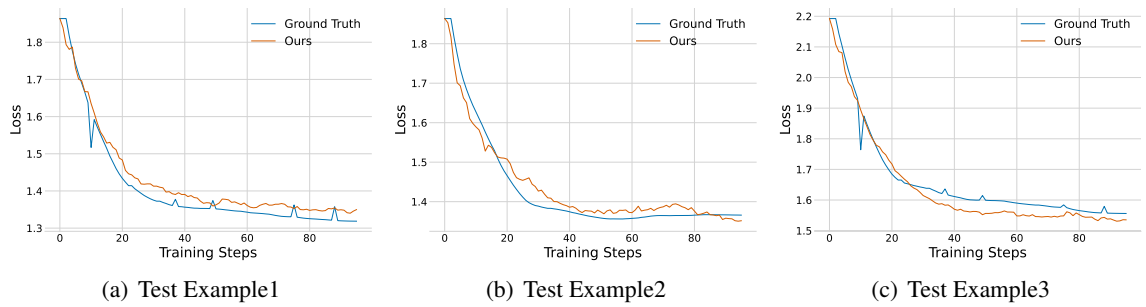 Ground Truth
Ours
1.8
1.7
1.6
1.5
1.4
1.3
Loss
0 20 40 60 80
Training Steps
(a) Test Example1
Ground Truth
Ours
1.8
1.7
1.6
1.5
1.4
Loss
0 20 40 60 80
Training Steps
(b) Test Example2
Ground Truth
Ours
2.2
2.1
2.0
1.9
1.8
1.7
1.6
1.5
Loss
0 20 40 60 80
Training Steps
(c) Test Example3